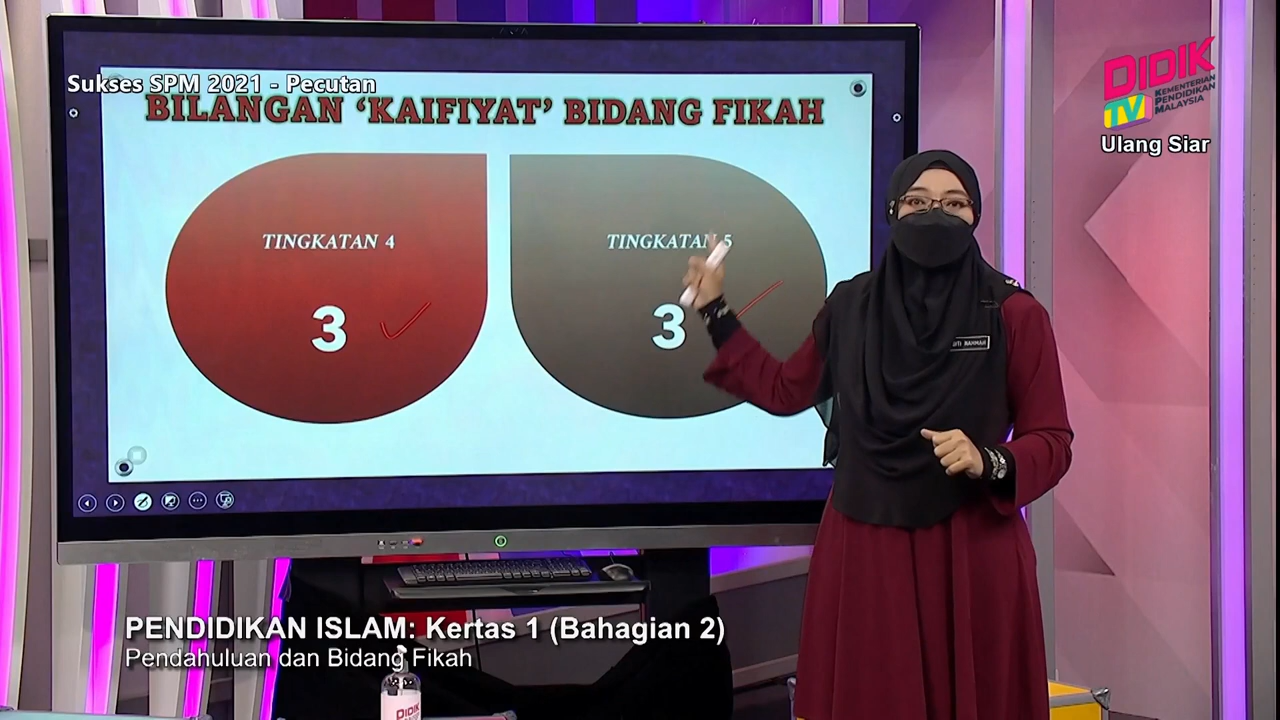 Sukses SPM 2021 - Pecutan
BILANGAN ‘KAIFIYAT’ BIDANG FIKAH
TINGKATAN 4
3
TINGKATAN 5
3
DIDIK
TV
KEMENTERIAN
PENDIDIKAN
MALAYSIA
Ulang Siar
PENDIDIKAN ISLAM: Kertas 1 (Bahagian 2)
Pendahuluan dan Bidang Fikah
DIDIK